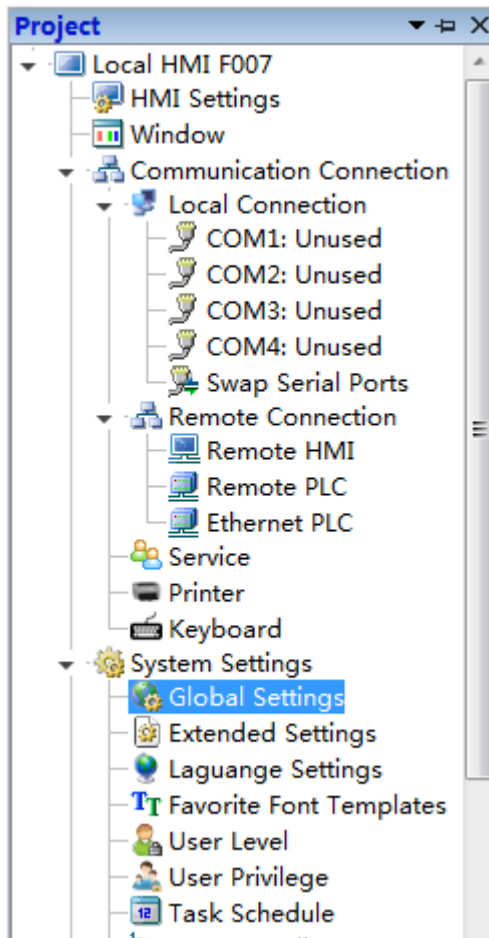 Project
Local HMI F007
HMI Settings
Window
Communication Connection
Local Connection
COM1: Unused
COM2: Unused
COM3: Unused
COM4: Unused
Swap Serial Ports
Remote Connection
Remote HMI
Remote PLC
Ethernet PLC
Service
Printer
Keyboard
System Settings
Global Settings
Extended Settings
Laguange Settings
Favorite Font Templates
User Level
User Privilege
12 Task Schedule